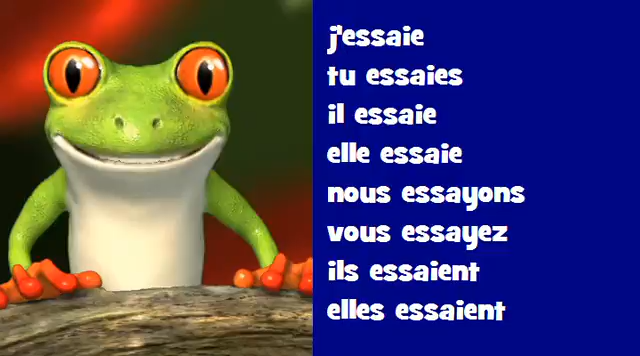 j'essaie
tu essaies
il essaie
elle essaie
nous essayons
vous essayez
ils essaient
elles essaient